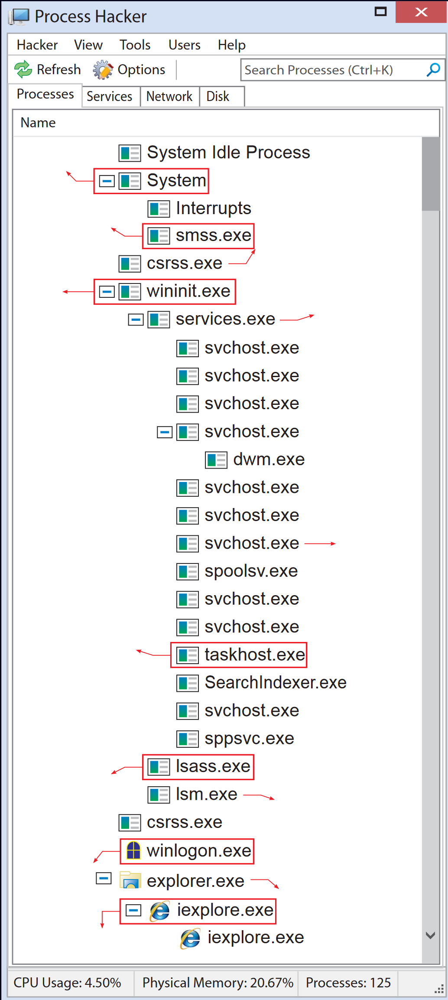 Process Hacker
Hacker View Tools Users Help
Refresh Options Search Processes (Ctrl+K)
Processes Services Network Disk
Name
System Idle Process
System
Interrupts
smss.exe
csrss.exe
wininit.exe
services.exe
svchost.exe
svchost.exe
svchost.exe
svchost.exe
dwm.exe
svchost.exe
svchost.exe
svchost.exe
spoolsv.exe
svchost.exe
svchost.exe
taskhost.exe
SearchIndexer.exe
svchost.exe
sppsvc.exe
lsass.exe
lsm.exe
csrss.exe
winlogon.exe
explorer.exe
iexplore.exe
iexplore.exe
CPU Usage: 4.50% Physical Memory: 20.67% Processes: 125